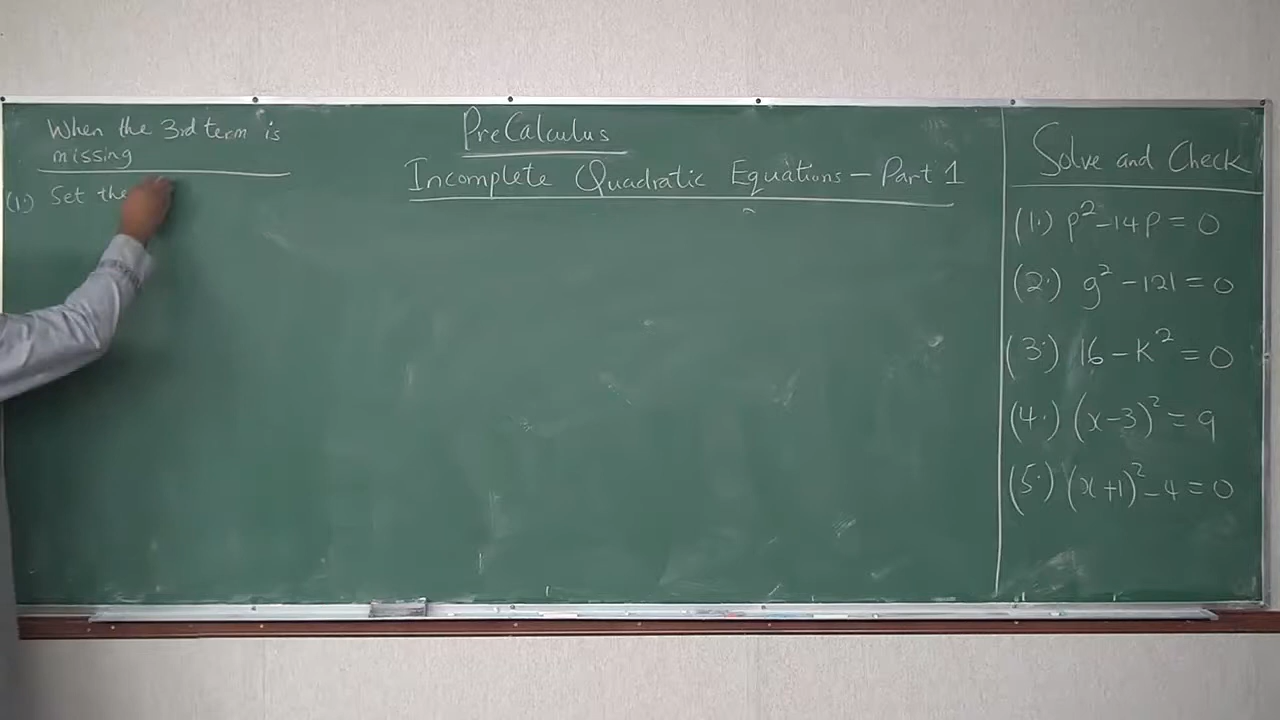 When the 3rd term is
missing
(1.) Set the
PreCalculus
Incomplete Quadratic Equations – Part 1
Solve and Check
(1.) p²-14p = 0
(2.) g² -121 = 0
(3.) 16 - k² = 0
(4.) (x-3)² = 9
(5.) (x+1)² - 4 = 0